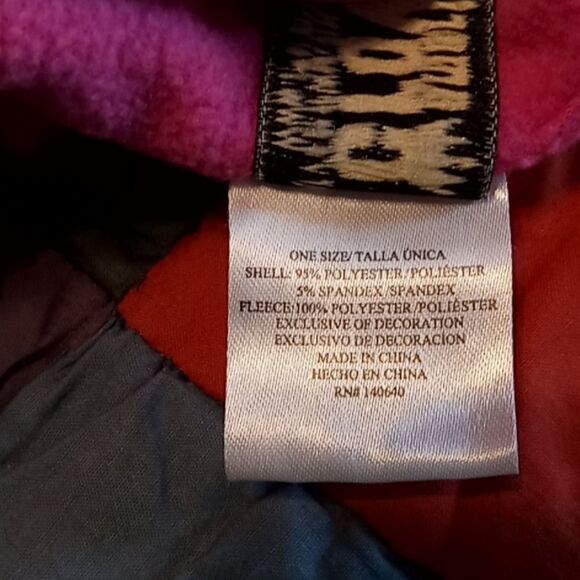 ONE SIZE/ TALLA ÚNICA
SHELL: 95% POLYESTER/POLIÉSTER
5% SPANDEX/SPANDEX
FLEECE:100% POLYESTER/POLIÉSTER
EXCLUSIVE OF DECORATION
EXCLUSIVO DE DECORACÍON
MADE IN CHINA
HECHO EN CHINA
RN# 140640